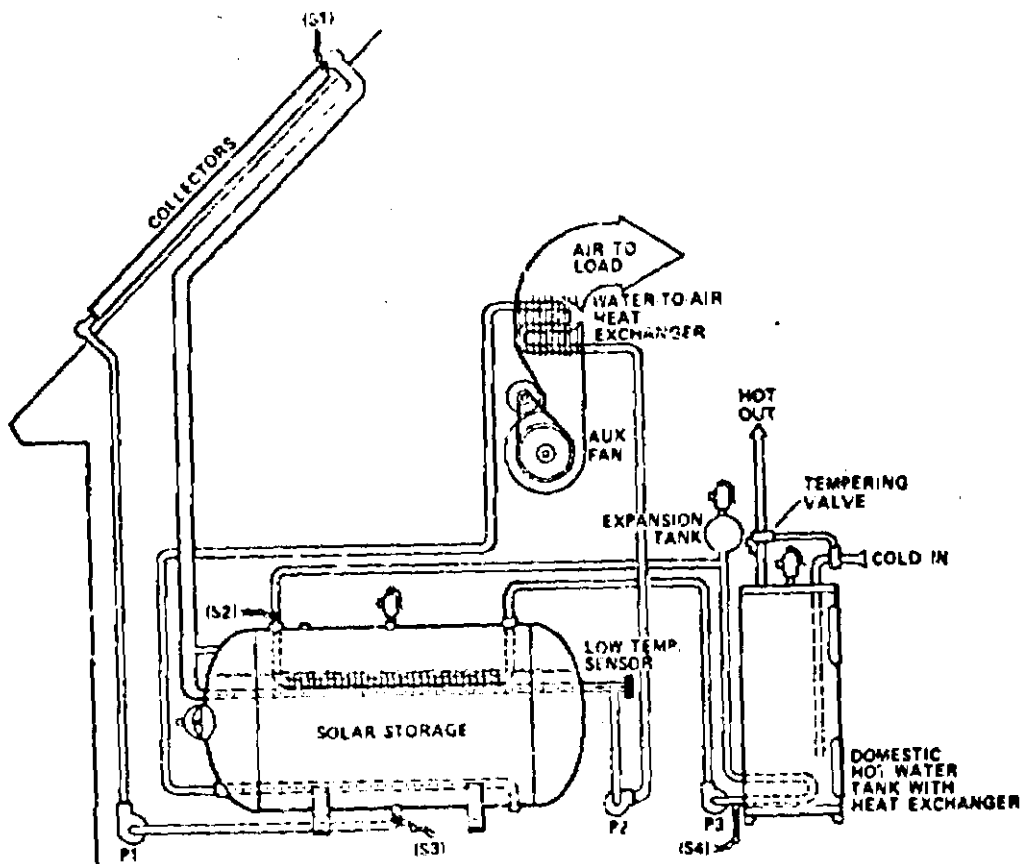 (S1)
COLLECTORS
AIR TO
LOAD
WATER-TO-AIR
HEAT
EXCHANGER
AUX
FAN
HOT
OUT
TEMPERING
VALVE
EXPANSION
TANK
COLD IN
(S2)
LOW TEMP.
SENSOR
SOLAR STORAGE
DOMESTIC
HOT WATER
TANK WITH
HEAT EXCHANGER
P1
(S3)
P2
P3
(S4)